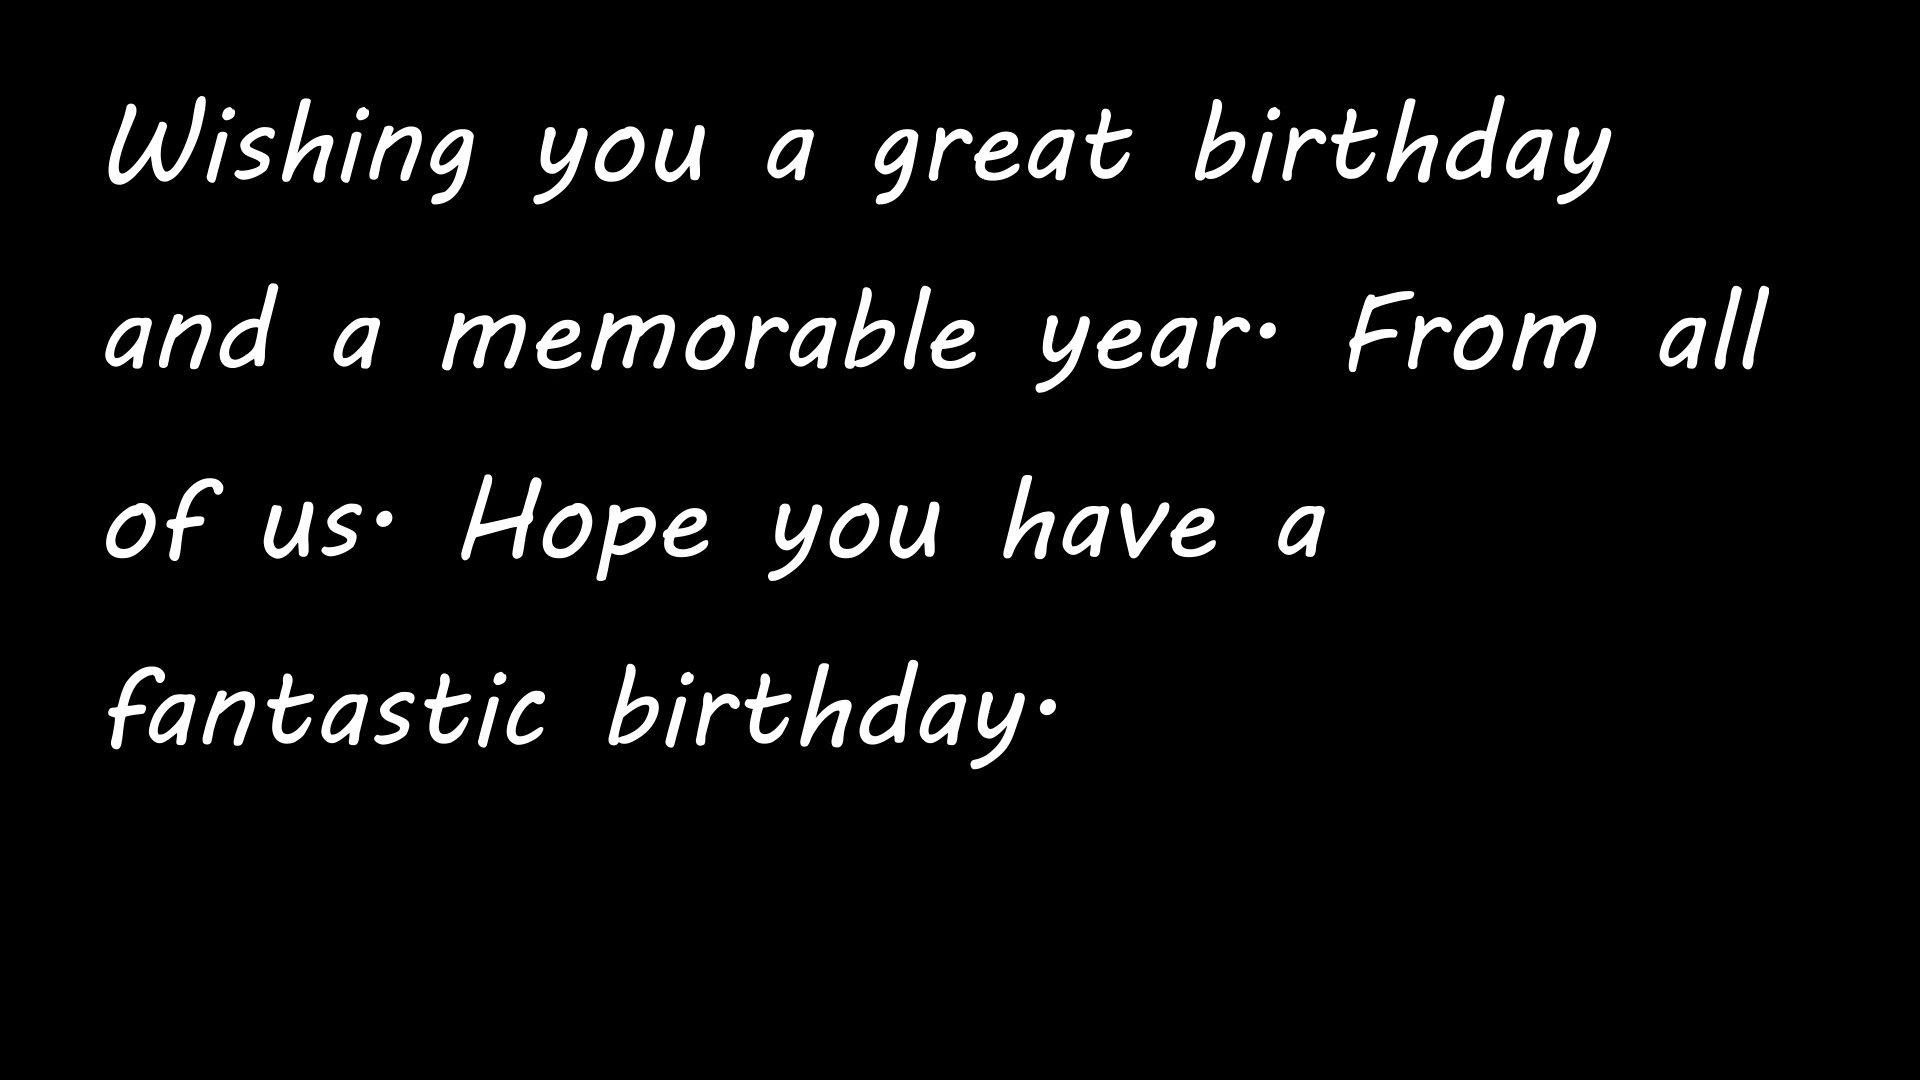 Wishing you a great birthday
and a memorable year. From all
of us. Hope you have a
fantastic birthday.